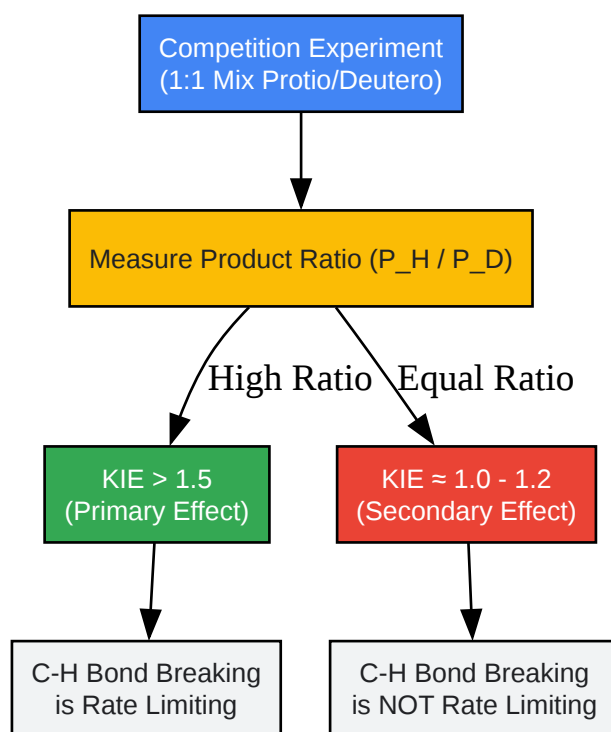 Competition Experiment
(1:1 Mix Protio/Deutero)
Measure Product Ratio (P_H / P_D)
High Ratio
Equal Ratio
KIE > 1.5
(Primary Effect)
KIE ≈ 1.0 - 1.2
(Secondary Effect)
C-H Bond Breaking
is Rate Limiting
C-H Bond Breaking
is NOT Rate Limiting